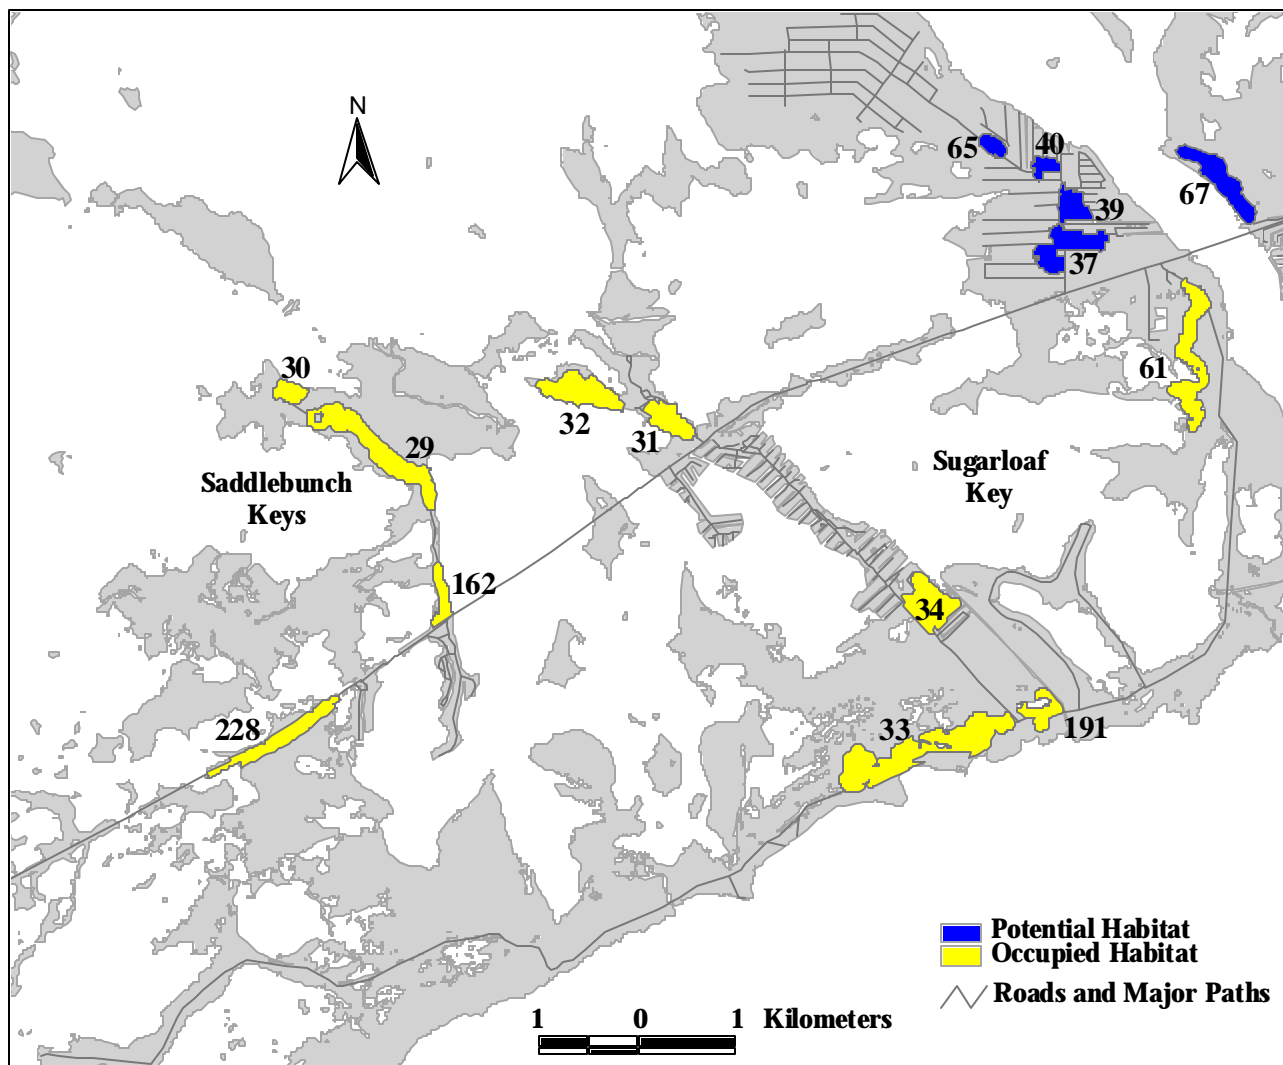 N
65
40
67
39
37
30
61
32
31
29
Saddlebunch
Keys
Sugarloaf
Key
162
34
228
33
191
Potential Habitat
Occupied Habitat
Roads and Major Paths
1 0 1 Kilometers